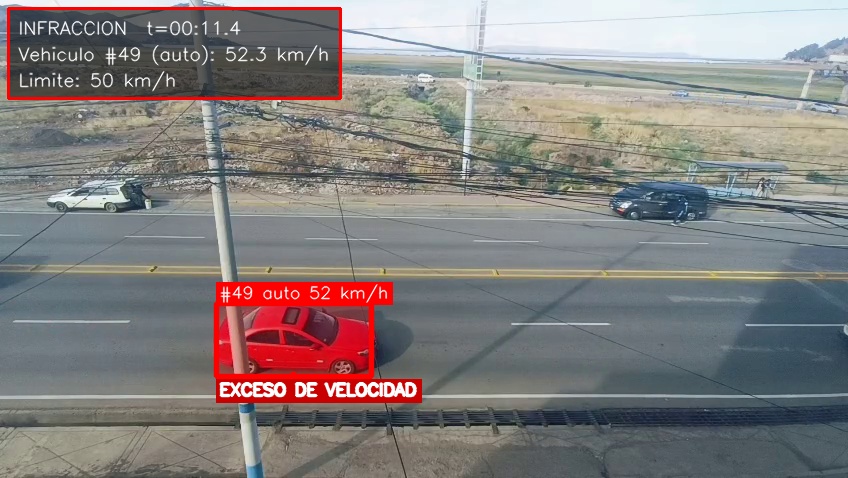 INFRACCION t=00:11.4
Vehiculo #49 (auto): 52.3 km/h
Limite: 50 km/h
#49 auto 52 km/h
EXCESO DE VELOCIDAD